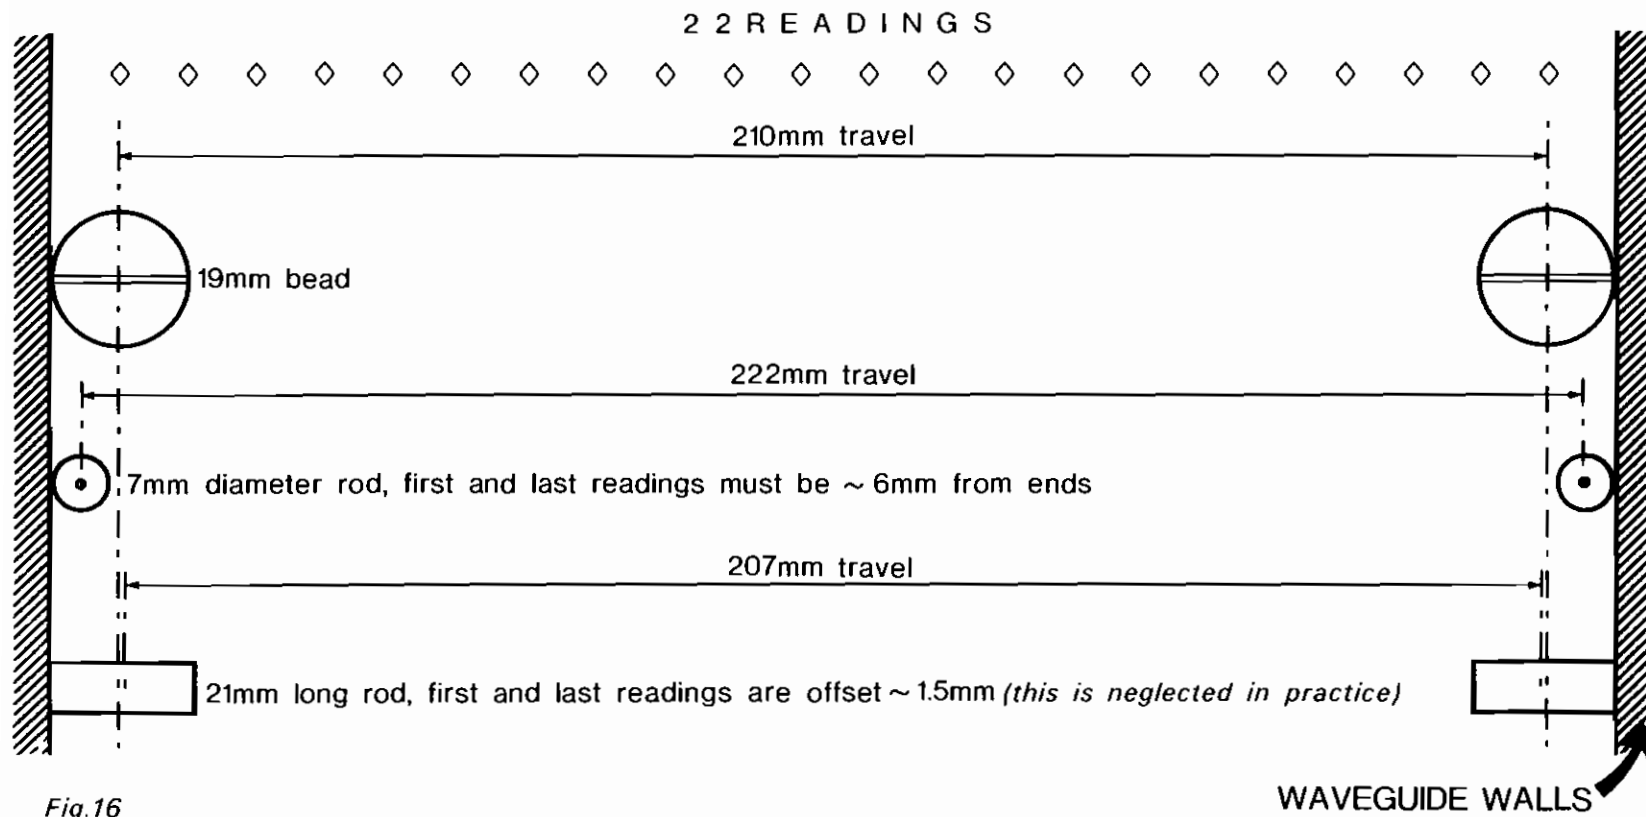 22READINGS
210mm travel
19mm bead
222mm travel
7mm diameter rod, first and last readings must be ~ 6mm from ends
207mm travel
21mm long rod, first and last readings are offset ~ 1.5mm (this is neglected in practice)
WAVEGUIDE WALLS
Fig.16